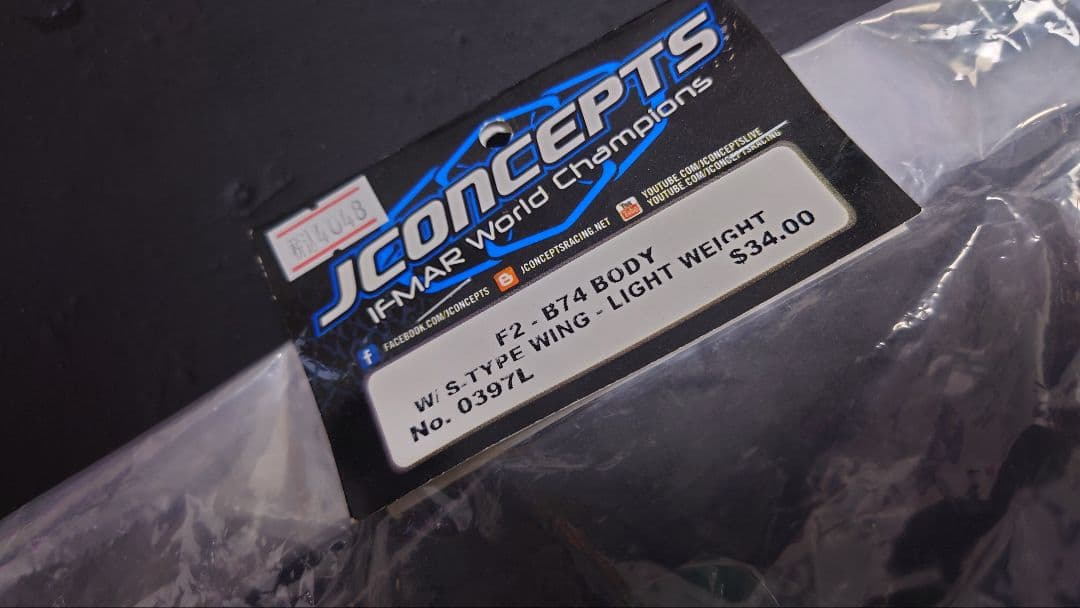 14048
JCONCEPTS
IFMAR World Champions
FACEBOOK.COM/JCONCEPTS
JCONCEPTSRACING.NET
YOUTUBE.COM/JCONCEPTSLIVE
YOUTUBE.COM/JCONCEPTSRACING
F2 - B74 BODY
W/ S-TYPE WING - LIGHT WEIGHT
No. 0397L
$34.00